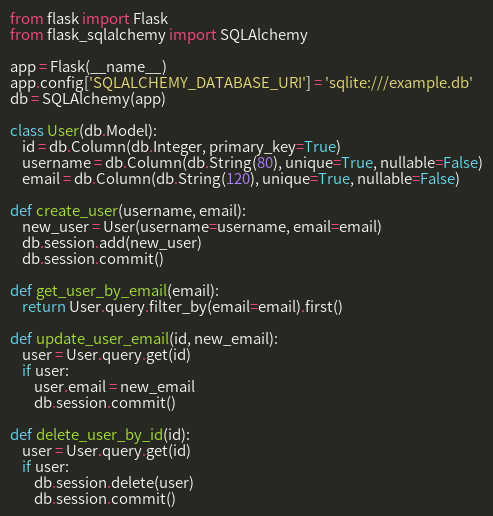 from flask import Flask
from flask_sqlalchemy import SQLAlchemy

app = Flask(__name__)
app.config['SQLALCHEMY_DATABASE_URI'] = 'sqlite:///example.db'
db = SQLAlchemy(app)

class User(db.Model):
    id = db.Column(db.Integer, primary_key=True)
    username = db.Column(db.String(80), unique=True, nullable=False)
    email = db.Column(db.String(120), unique=True, nullable=False)

def create_user(username, email):
    new_user = User(username=username, email=email)
    db.session.add(new_user)
    db.session.commit()

def get_user_by_email(email):
    return User.query.filter_by(email=email).first()

def update_user_email(id, new_email):
    user = User.query.get(id)
    if user:
        user.email = new_email
        db.session.commit()

def delete_user_by_id(id):
    user = User.query.get(id)
    if user:
        db.session.delete(user)
        db.session.commit()